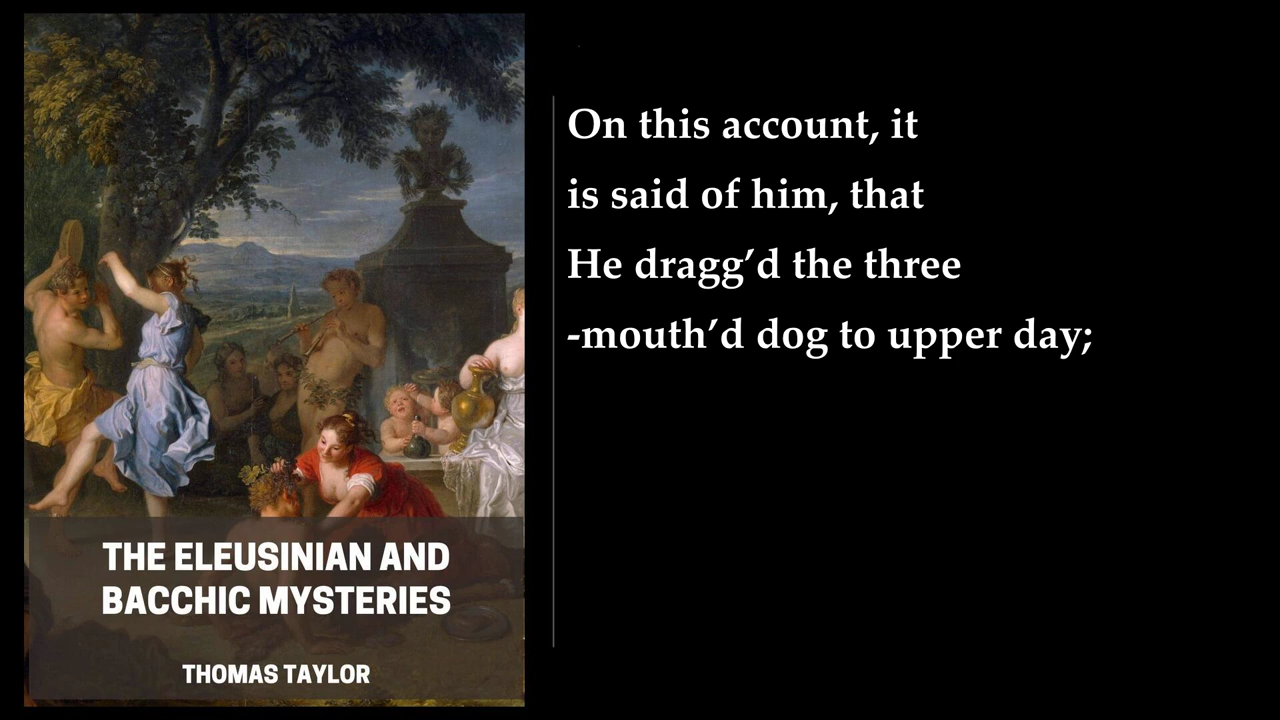 On this account, it
is said of him, that
He dragg’d the three
-mouth’d dog to upper day;
THE ELEUSINIAN AND
BACCHIC MYSTERIES
THOMAS TAYLOR